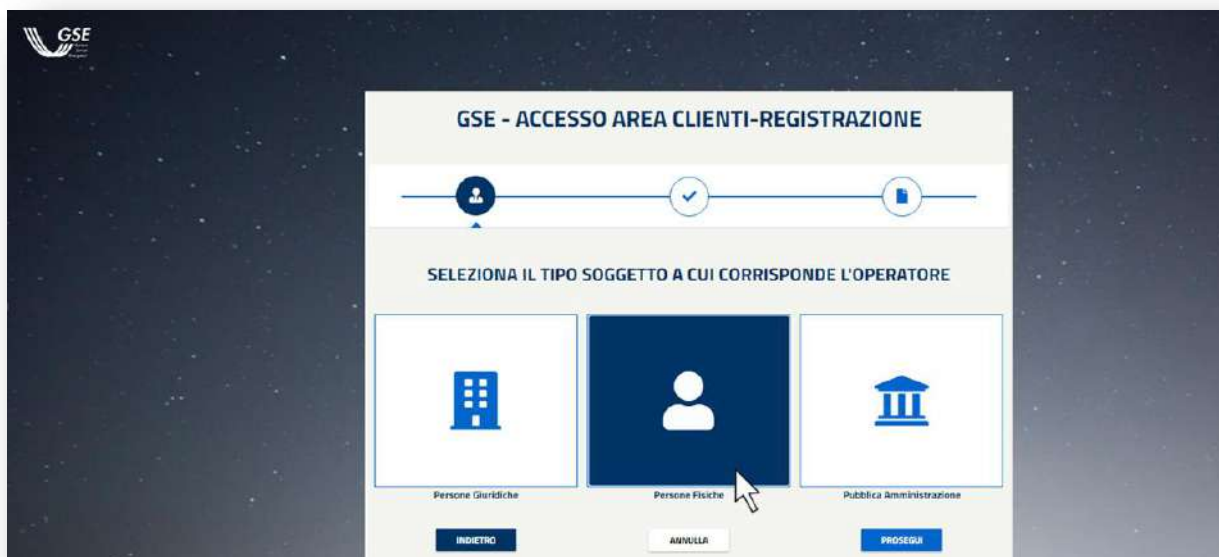 GSE
GSE - ACCESSO AREA CLIENTI-REGISTRAZIONE
SELEZIONA IL TIPO SOGGETTO A CUI CORRISPONDE L'OPERATORE
Persone Giuridiche
Persone Fisiche
Pubblica Amministrazione
INDIETRO
ANNULLA
PROSEGUI